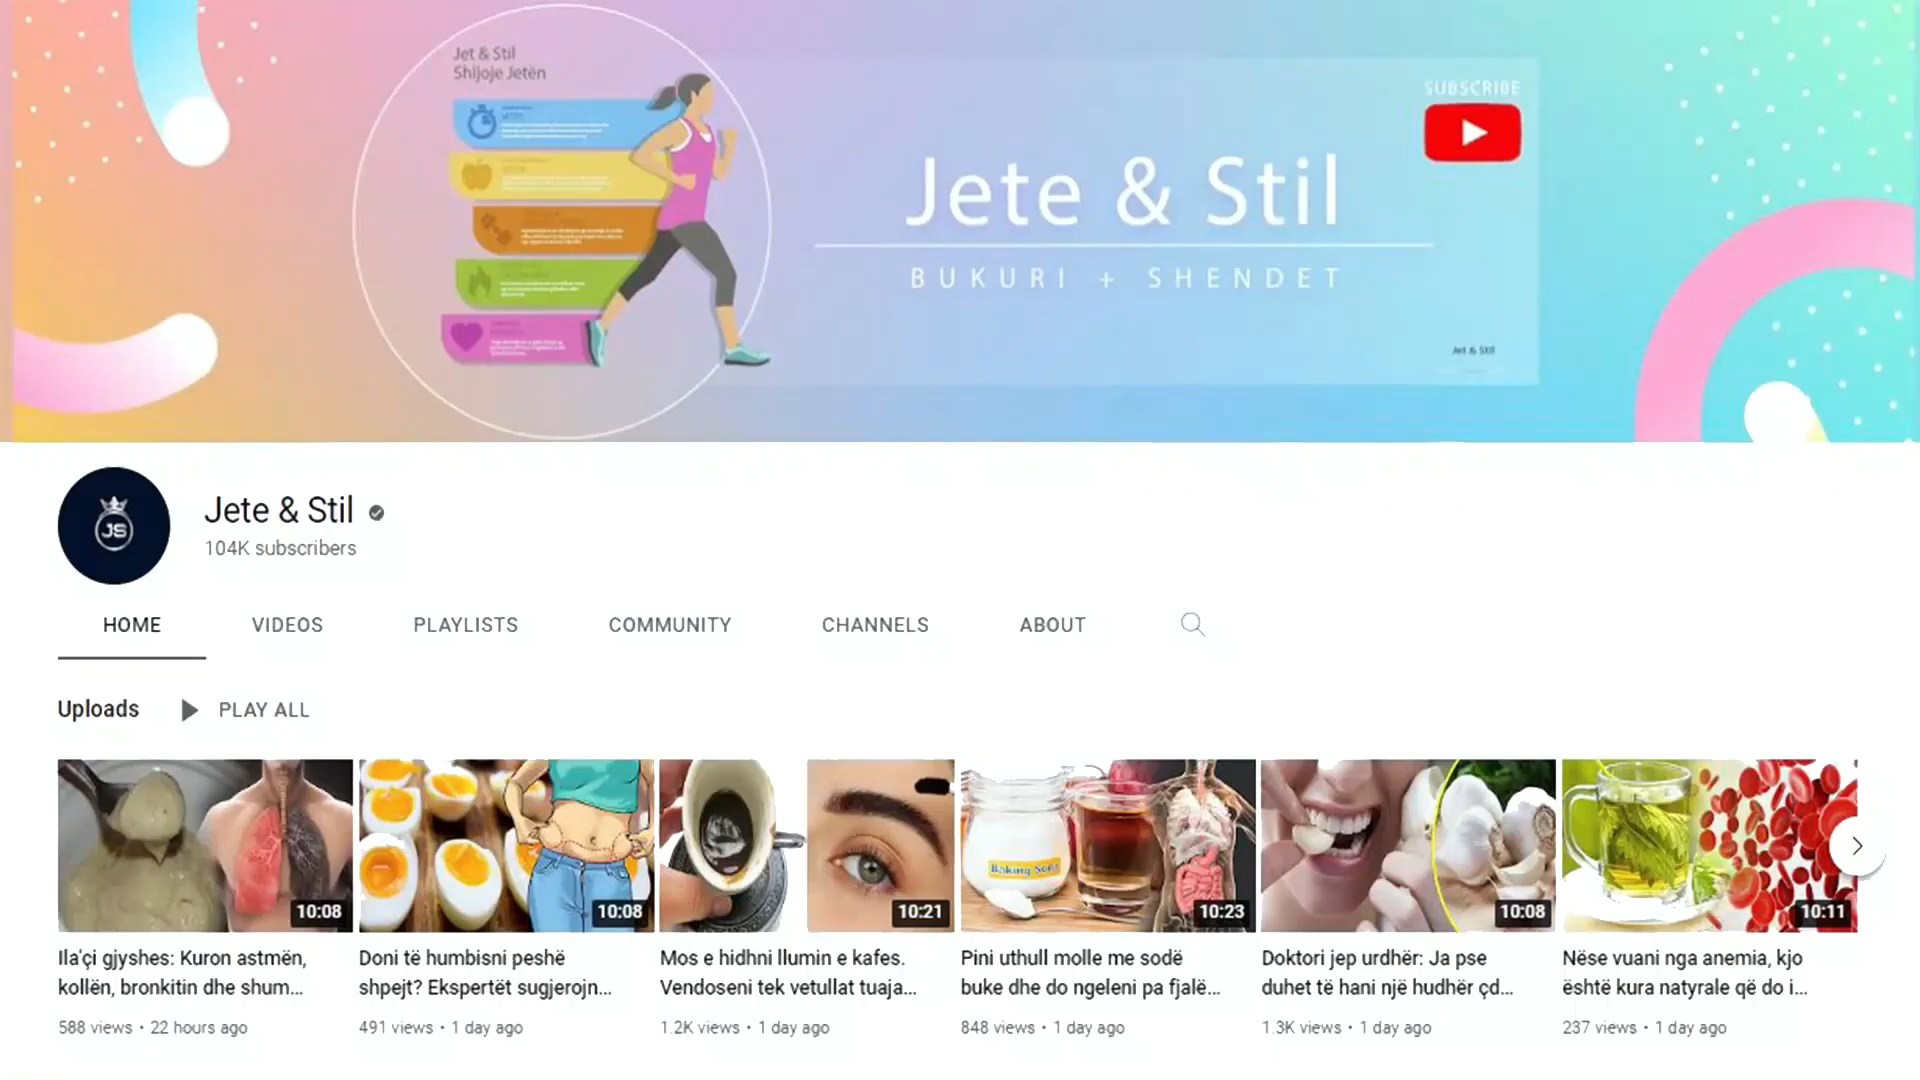 Jet & Stil
Shijoje Jetën
SUBSCRIBE
Jete & Stil
BUKURI + SHENDET
Jet & Stil
JS
Jete & Stil
104K subscribers
HOME VIDEOS PLAYLISTS COMMUNITY CHANNELS ABOUT
Uploads PLAY ALL
Baking Soda
10:08 10:08 10:21 10:23 10:08 10:11
Ila'çi gjyshes: Kuron astmën,
kollën, bronkitin dhe shum...
588 views • 22 hours ago
Doni të humbisni peshë
shpejt? Ekspertët sugjerojn...
491 views • 1 day ago
Mos e hidhni llumin e kafes.
Vendoseni tek vetullat tuaja...
1.2K views • 1 day ago
Pini uthull molle me sodë
buke dhe do ngeleni pa fjalë...
848 views • 1 day ago
Doktori jep urdhër: Ja pse
duhet të hani një hudhër çd...
1.3K views • 1 day ago
Nëse vuani nga anemia, kjo
është kura natyrale që do i...
237 views • 1 day ago